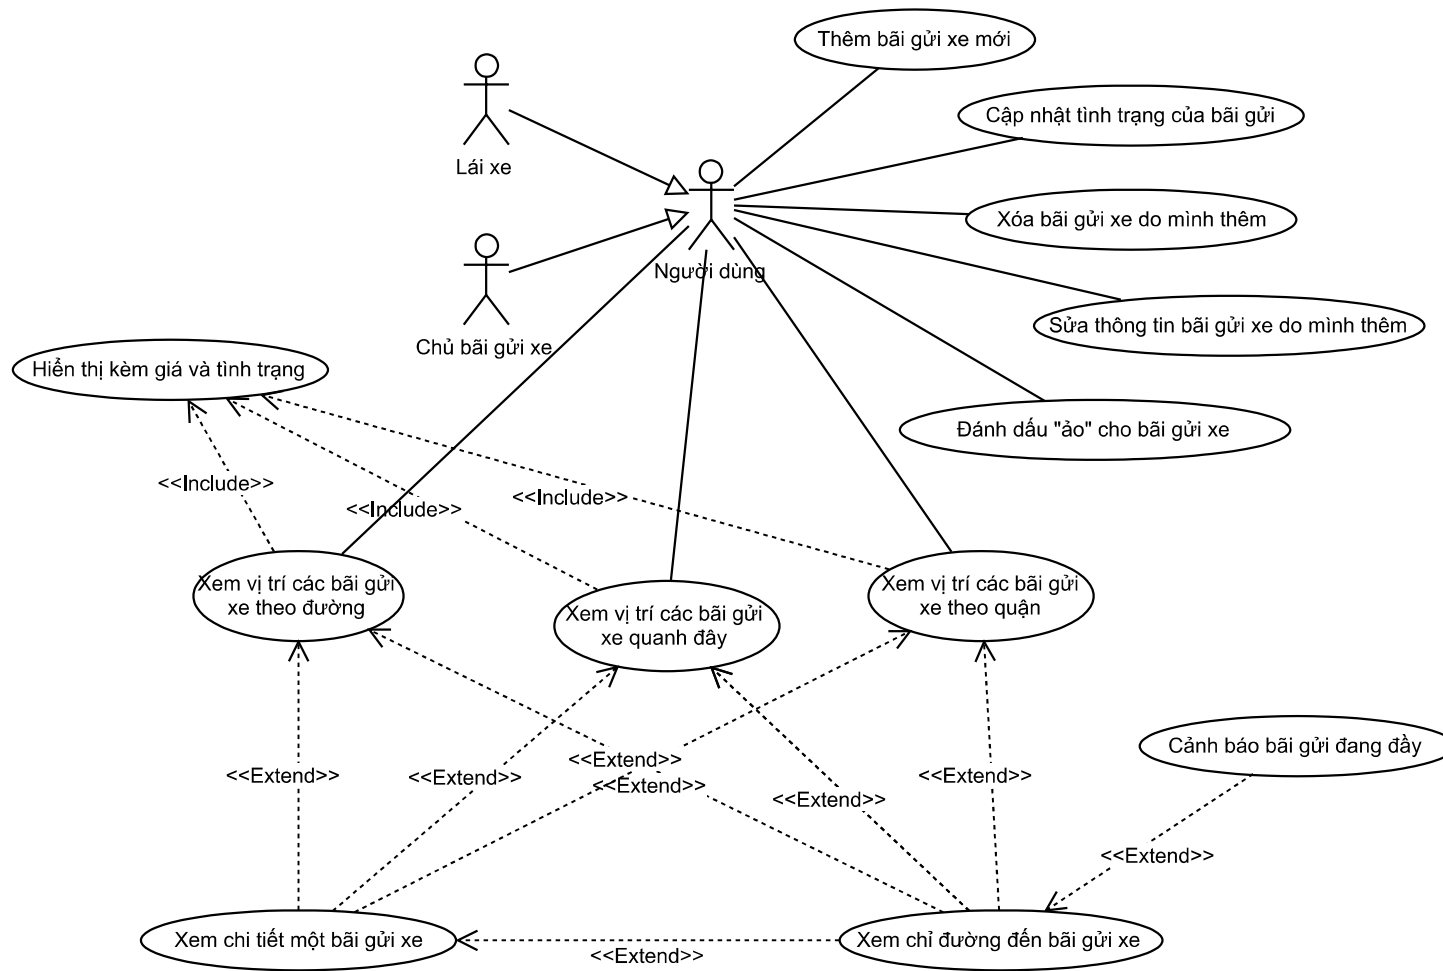 Thêm bãi gửi xe mới
Cập nhật tình trạng của bãi gửi
Lái xe
Xóa bãi gửi xe do mình thêm
Người dùng
Sửa thông tin bãi gửi xe do mình thêm
Chủ bãi gửi xe
Hiển thị kèm giá và tình trạng
Đánh dấu "ảo" cho bãi gửi xe
<<Include>>
<<Include>>
<<Include>>
Xem vị trí các bãi gửi
xe theo đường
Xem vị trí các bãi gửi
xe quanh đây
Xem vị trí các bãi gửi
xe theo quận
Cảnh báo bãi gửi đang đầy
<<Extend>>
<<Extend>>
<<Extend>>
<<Extend>>
<<Extend>>
<<Extend>>
<<Extend>>
Xem chi tiết một bãi gửi xe
<<Extend>>
Xem chỉ đường đến bãi gửi xe